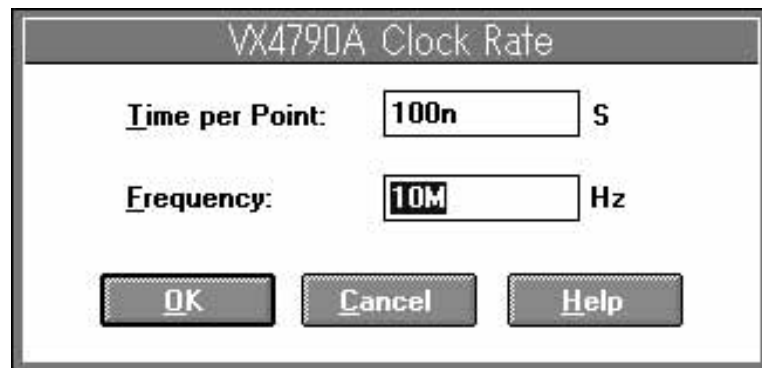 VX4790A Clock Rate
Time per Point: 100n S
Frequency: 10M Hz
OK Cancel Help